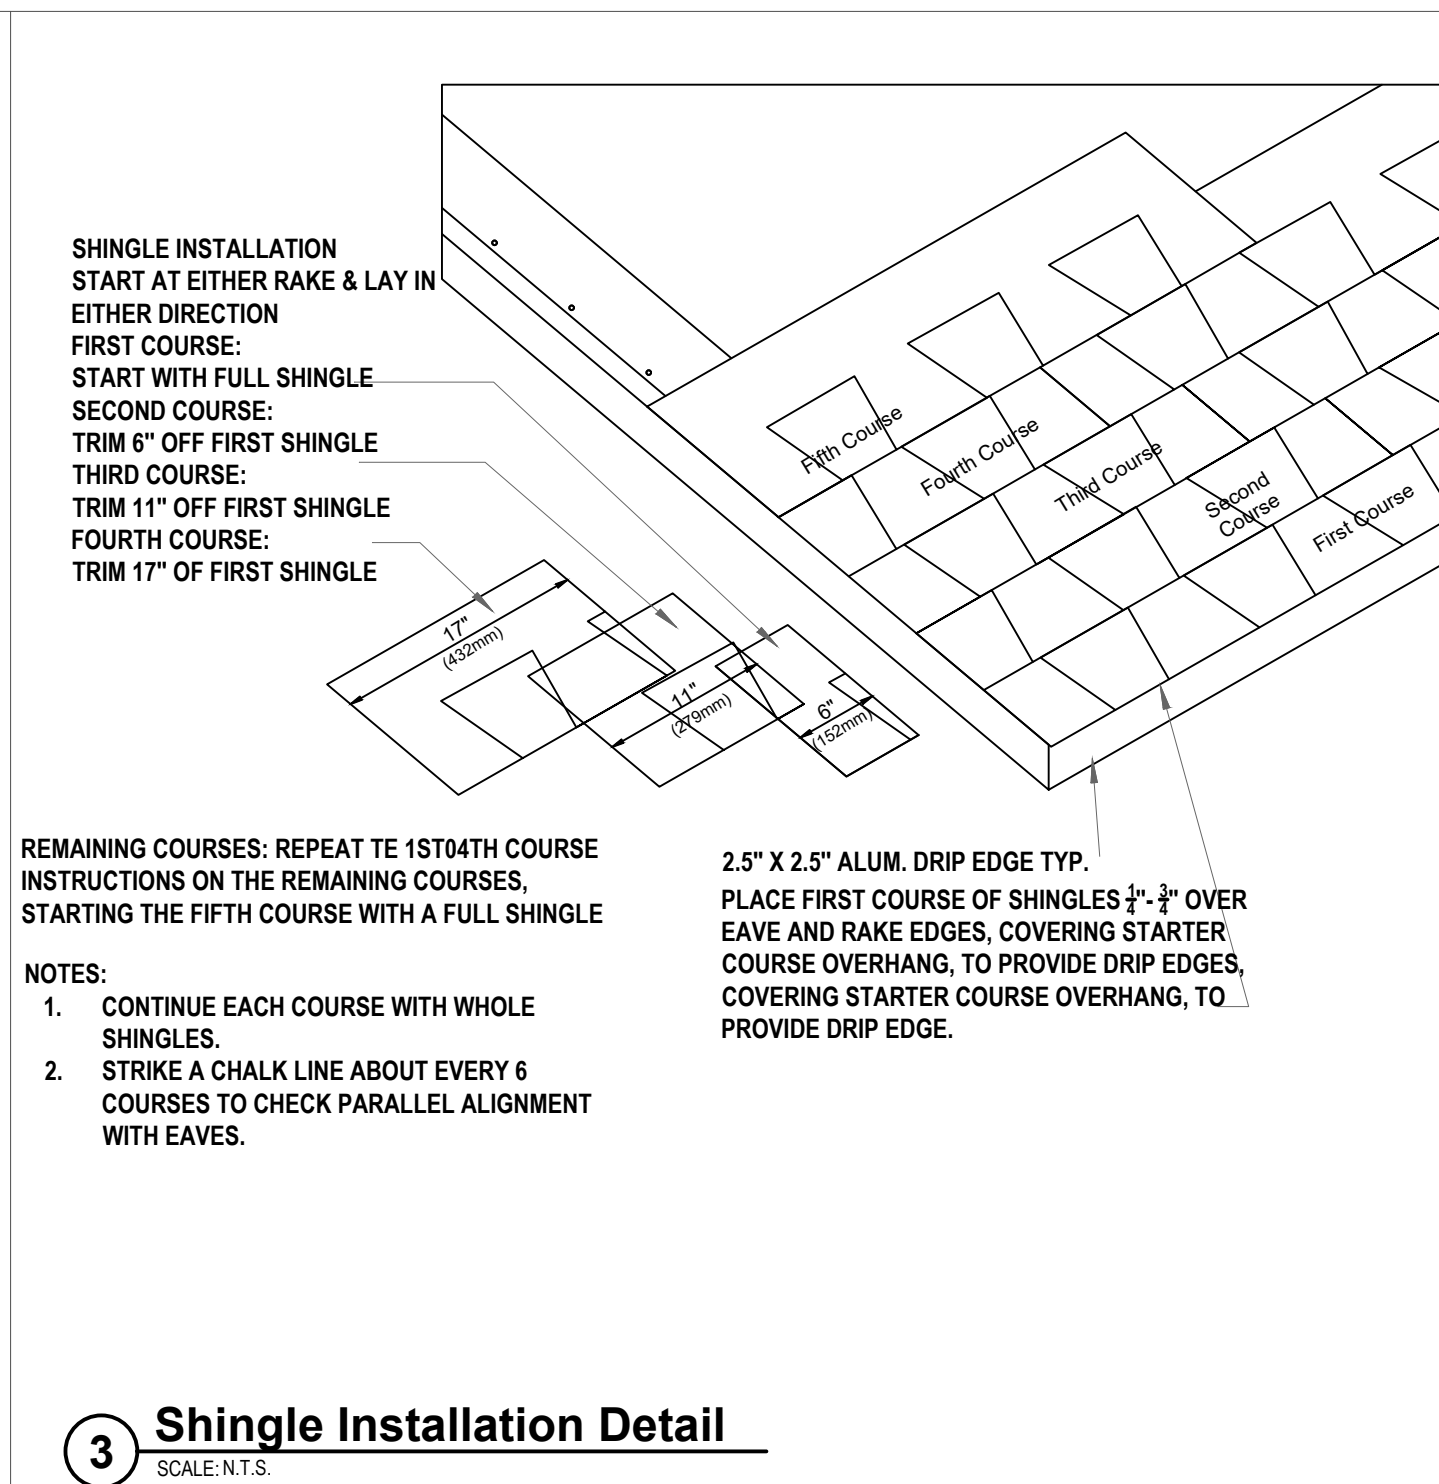 SHINGLE INSTALLATION
START AT EITHER RAKE & LAY IN
EITHER DIRECTION
FIRST COURSE:
START WITH FULL SHINGLE
SECOND COURSE:
TRIM 6" OFF FIRST SHINGLE
THIRD COURSE:
TRIM 11" OFF FIRST SHINGLE
FOURTH COURSE:
TRIM 17" OF FIRST SHINGLE
Fifth Course
Fourth Course
Third Course
Second
Course
First Course
17"
(432mm)
11"
(279mm)
6"
(152mm)
REMAINING COURSES: REPEAT TE 1ST04TH COURSE
INSTRUCTIONS ON THE REMAINING COURSES,
STARTING THE FIFTH COURSE WITH A FULL SHINGLE
NOTES:
1. CONTINUE EACH COURSE WITH WHOLE
SHINGLES.
2. STRIKE A CHALK LINE ABOUT EVERY 6
COURSES TO CHECK PARALLEL ALIGNMENT
WITH EAVES.
2.5" X 2.5" ALUM. DRIP EDGE TYP.
PLACE FIRST COURSE OF SHINGLES 1/4"- 3/4" OVER
EAVE AND RAKE EDGES, COVERING STARTER
COURSE OVERHANG, TO PROVIDE DRIP EDGES,
COVERING STARTER COURSE OVERHANG, TO
PROVIDE DRIP EDGE.
3
Shingle Installation Detail
SCALE: N.T.S.